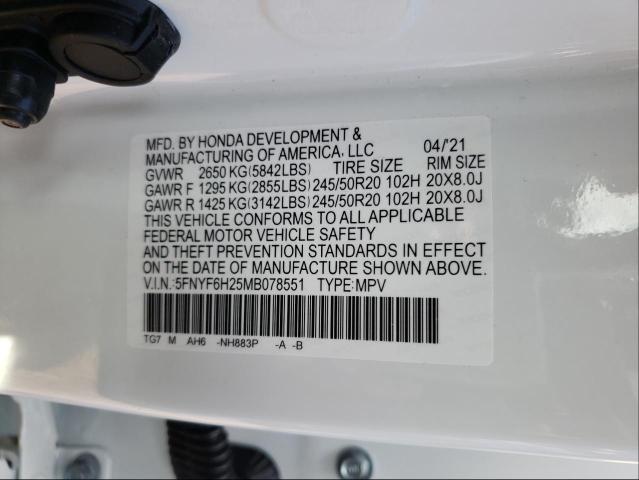 MFD. BY HONDA DEVELOPMENT &
MANUFACTURING OF AMERICA, LLC 04/'21
GVWR 2650 KG(5842LBS) TIRE SIZE RIM SIZE
GAWR F 1295 KG(2855LBS) 245/50R20 102H 20X8.0J
GAWR R 1425 KG(3142LBS) 245/50R20 102H 20X8.0J
THIS VEHICLE CONFORMS TO ALL APPLICABLE
FEDERAL MOTOR VEHICLE SAFETY
AND THEFT PREVENTION STANDARDS IN EFFECT
ON THE DATE OF MANUFACTURE SHOWN ABOVE.
V.I.N.:5FNYF6H25MB078551 TYPE:MPV
TG7 M AH6 -NH883P -A -B